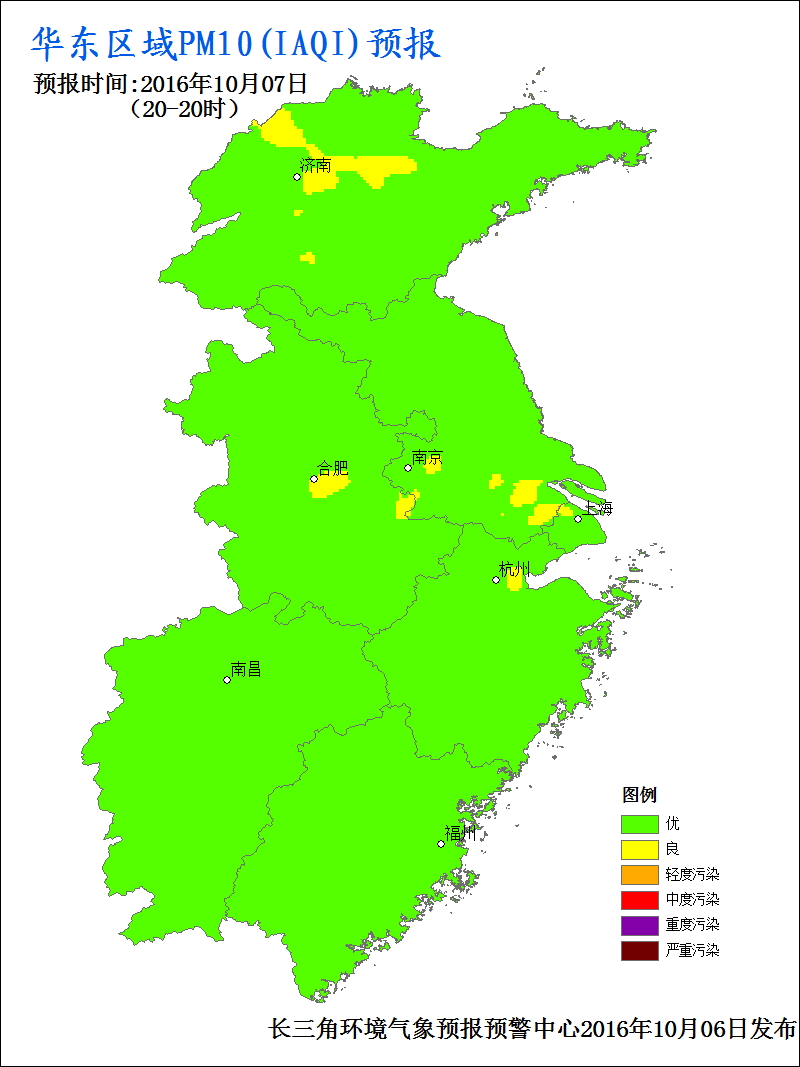 华东区域PM10(IAQI)预报
预报时间:2016年10月07日
（20-20时）
济南
南京
合肥
上海
杭州
南昌
福州
图例
优
良
轻度污染
中度污染
重度污染
严重污染
长三角环境气象预报预警中心2016年10月06日发布